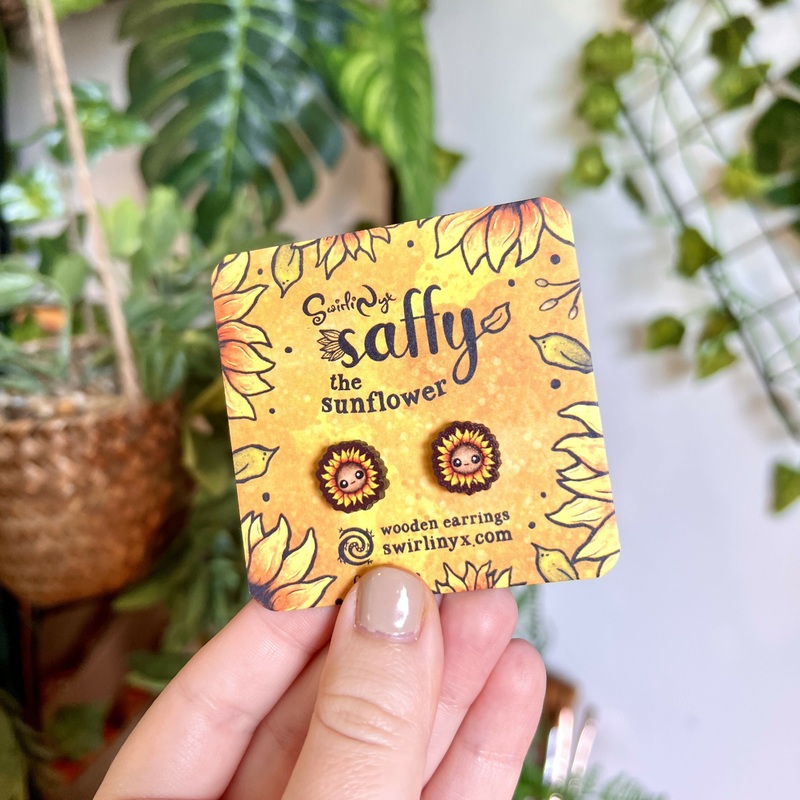 SwirliNyx
saffy
the
sunflower
wooden earrings
swirlinyx.com